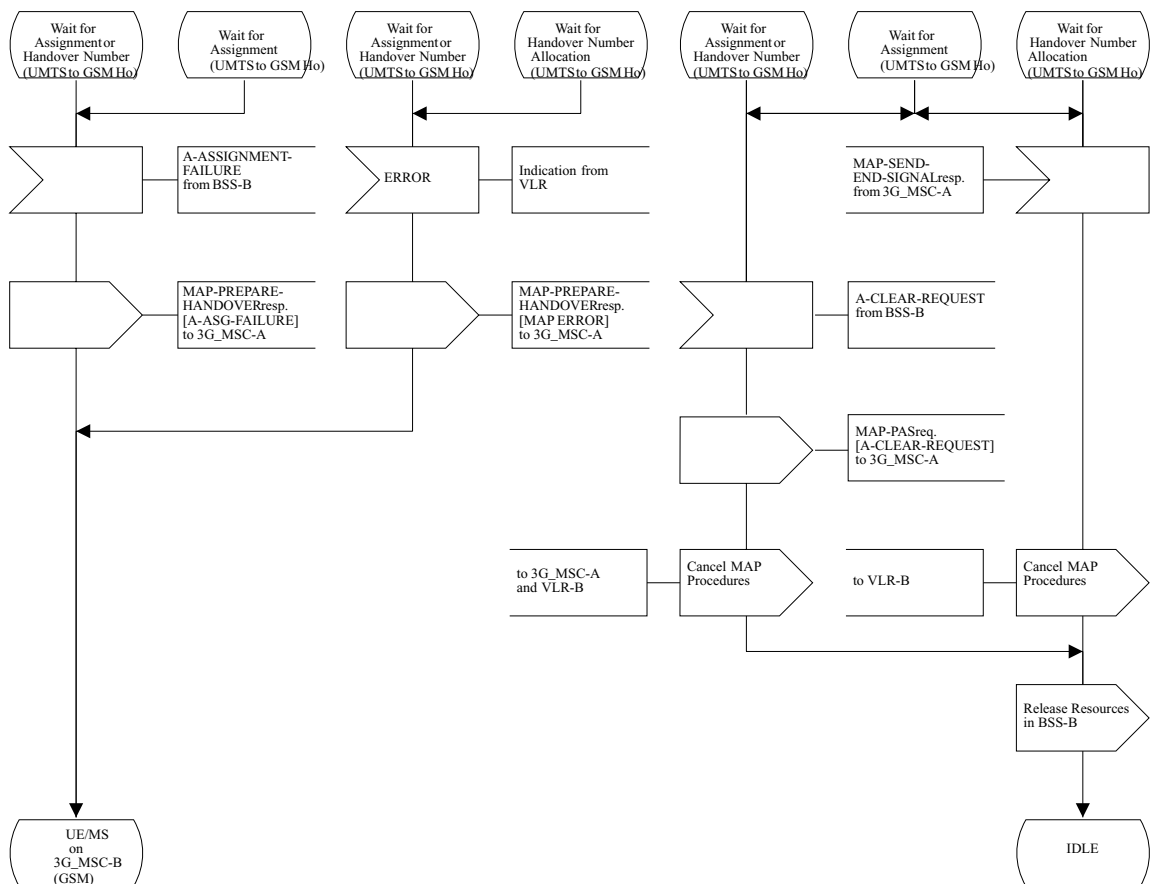 Wait for
Assignment or
Handover Number
(UMTS to GSM Ho)
Wait for
Assignment
(UMTS to GSM Ho)
Wait for
Assignment or
Handover Number
(UMTS to GSM Ho)
Wait for
Handover Number
Allocation
(UMTS to GSM Ho)
Wait for
Assignment or
Handover Number
(UMTS to GSM Ho)
Wait for
Assignment
(UMTS to GSM Ho)
Wait for
Handover Number
Allocation
(UMTS to GSM Ho)
A-ASSIGNMENT-
FAILURE
from BSS-B
ERROR
Indication from
VLR
MAP-SEND-
END-SIGNALresp.
from 3G_MSC-A
MAP-PREPARE-
HANDOVERresp.
[A-ASG-FAILURE]
to 3G_MSC-A
MAP-PREPARE-
HANDOVERresp.
[MAP ERROR]
to 3G_MSC-A
A-CLEAR-REQUEST
from BSS-B
MAP-PASreq.
[A-CLEAR-REQUEST]
to 3G_MSC-A
to 3G_MSC-A
and VLR-B
Cancel MAP
Procedures
to VLR-B
Cancel MAP
Procedures
Release Resources
in BSS-B
UE/MS
on
3G_MSC-B
(GSM)
IDLE